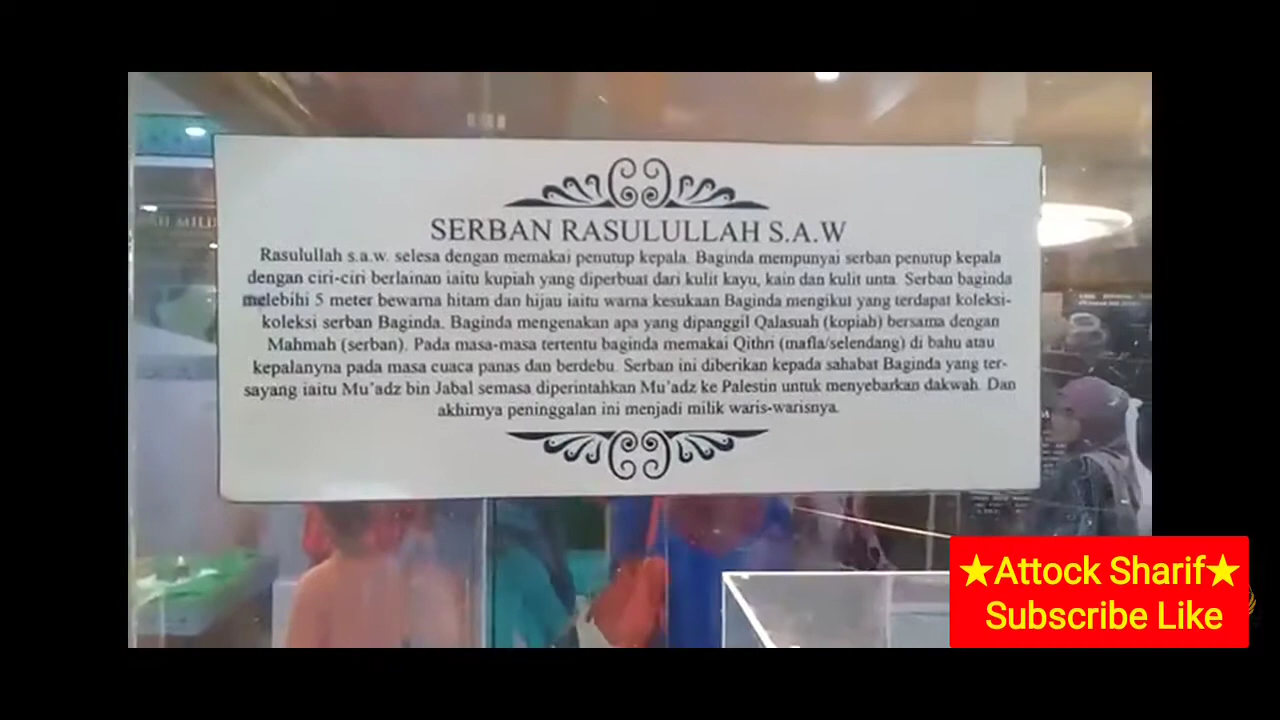 SERBAN RASULULLAH S.A.W
Rasulullah s.a.w. selesa dengan memakai penutup kepala. Baginda mempunyai serban penutup kepala
dengan ciri-ciri berlainan iaitu kupiah yang diperbuat dari kulit kayu, kain dan kulit unta. Serban baginda
melebihi 5 meter bewarna hitam dan hijau iaitu warna kesukaan Baginda mengikut yang terdapat koleksi-
koleksi serban Baginda. Baginda mengenakan apa yang dipanggil Qalasuah (kopiah) bersama dengan
Mahmah (serban). Pada masa-masa tertentu baginda memakai Qithri (mafla/selendang) di bahu atau
kepalanyna pada masa cuaca panas dan berdebu. Serban ini diberikan kepada sahabat Baginda yang ter-
sayang iaitu Mu'adz bin Jabal semasa diperintahkan Mu'adz ke Palestin untuk menyebarkan dakwah. Dan
akhirnya peninggalan ini menjadi milik waris-warisnya.
★Attock Sharif★
Subscribe Like